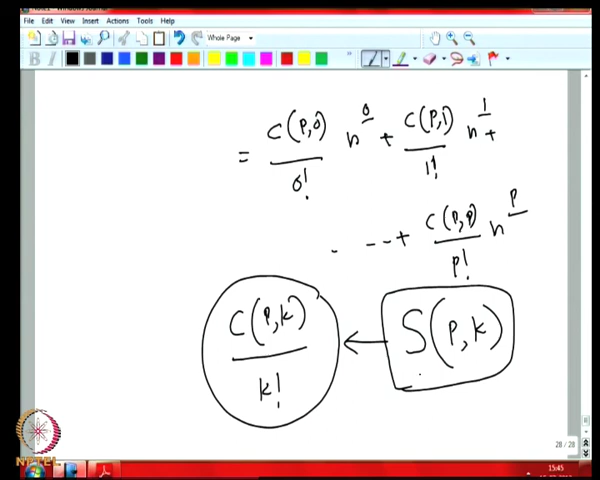 File Edit View Insert Actions Tools Help
Whole Page
B I
= C(p,0)/0! n^0 + C(p,1)/1! n^1 +
. --- + C(p,p)/p! n^p
C(p,k)/k! ← S(p,k)
28 / 28
NPTEL
15:45